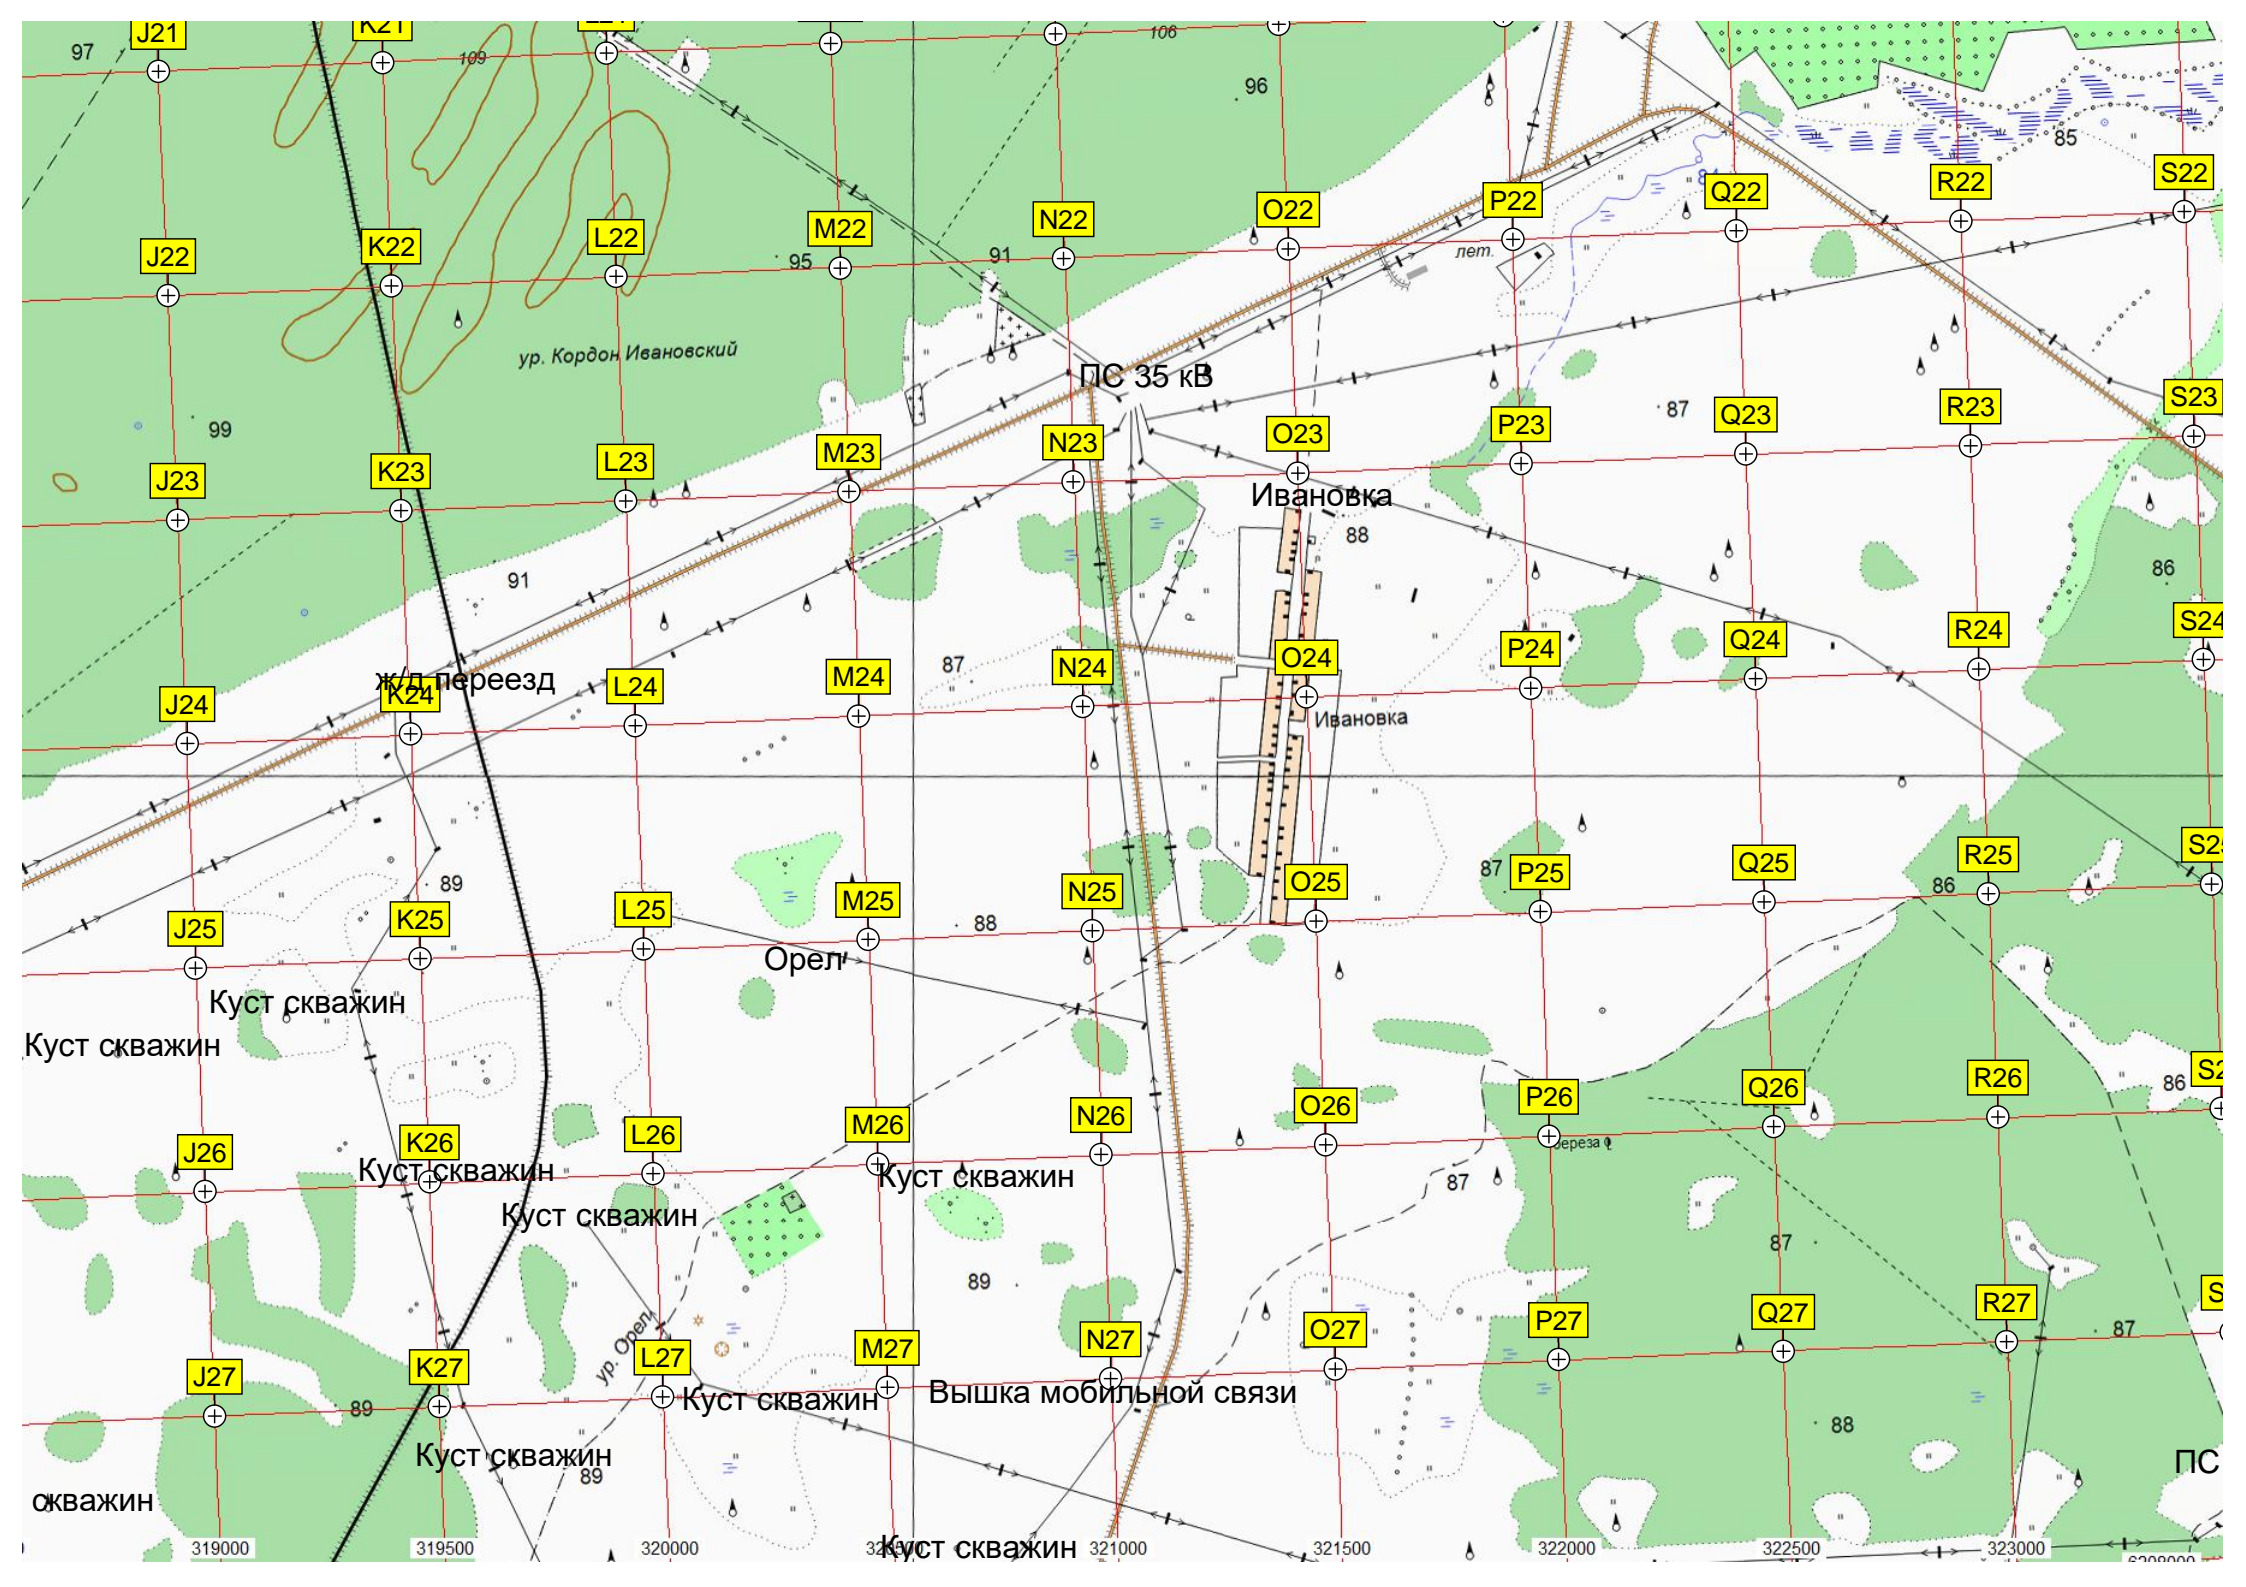 J21
K21
L21
97
109
106
96
85
84
J22
K22
L22
M22
N22
O22
P22
Q22
R22
S22
95
91
лет.
ур. Кордон Ивановский
ПС 35 кВ
99
87
J23
K23
L23
M23
N23
O23
P23
Q23
R23
S23
Ивановка
88
91
86
87
ж/д переезд
J24
K24
L24
M24
N24
O24
P24
Q24
R24
S24
Ивановка
89
88
87
86
J25
K25
L25
M25
N25
O25
P25
Q25
R25
Орел
Куст скважин
Куст скважин
86
J26
K26
L26
M26
N26
O26
P26
Q26
R26
Куст скважин
Куст скважин
Куст скважин
87
87
89
ур. Орел
J27
K27
L27
M27
N27
O27
P27
Q27
R27
87
89
Куст скважин
Вышка мобильной связи
88
Куст скважин
89
ПС
скважин
Куст скважин
319000
319500
320000
320500
321000
321500
322000
322500
323000